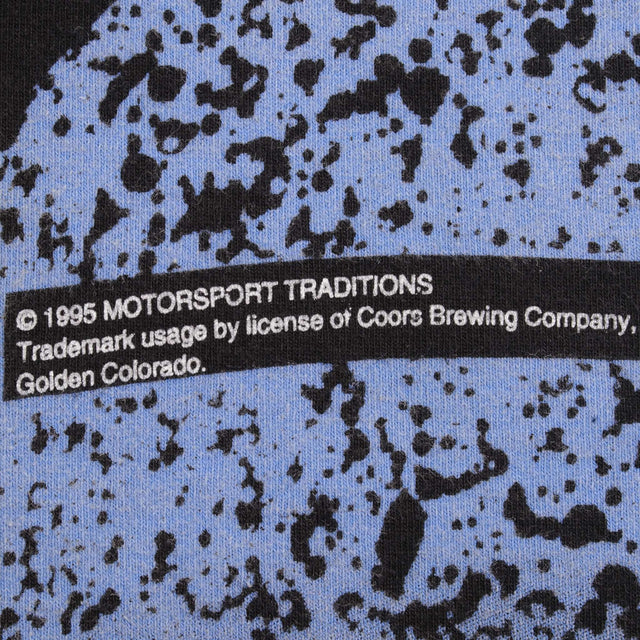 © 1995 MOTORSPORT TRADITIONS
Trademark usage by license of Coors Brewing Company,
Golden Colorado.